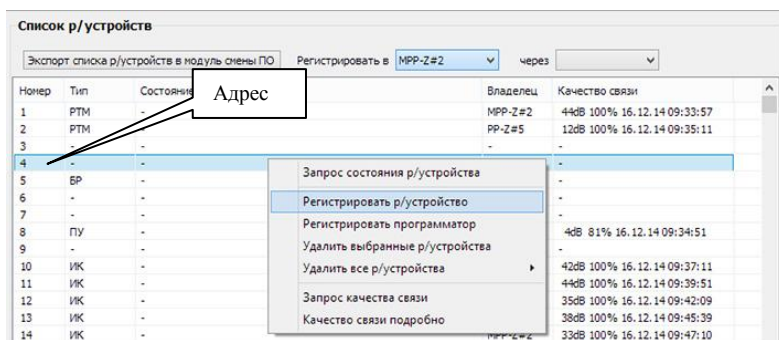 Список р/устройств
Экспорт списка р/устройств в модуль смены ПО Регистрировать в MPP-Z#2 через
Адрес
Номер Тип Состояние Владелец Качество связи
1 РТМ - MPP-Z#2 44dB 100% 16.12.14 09:33:57
2 РТМ - PP-Z#5 12dB 100% 16.12.14 09:35:11
3 - - - -
4 - - -
Запрос состояния р/устройства
5 БР - -
6 - - -
Регистрировать р/устройство
7 - - -
Регистрировать программатор
8 ПУ - 4dB 81% 16.12.14 09:34:51
Удалить выбранные р/устройства
9 - - -
Удалить все р/устройства
10 ИК - 42dB 100% 16.12.14 09:37:11
11 ИК - 44dB 100% 16.12.14 09:39:51
Запрос качества связи
12 ИК - 35dB 100% 16.12.14 09:42:09
Качество связи подробно
13 ИК - 38dB 100% 16.12.14 09:45:39
14 ИК - MPP-Z#2 33dB 100% 16.12.14 09:47:10